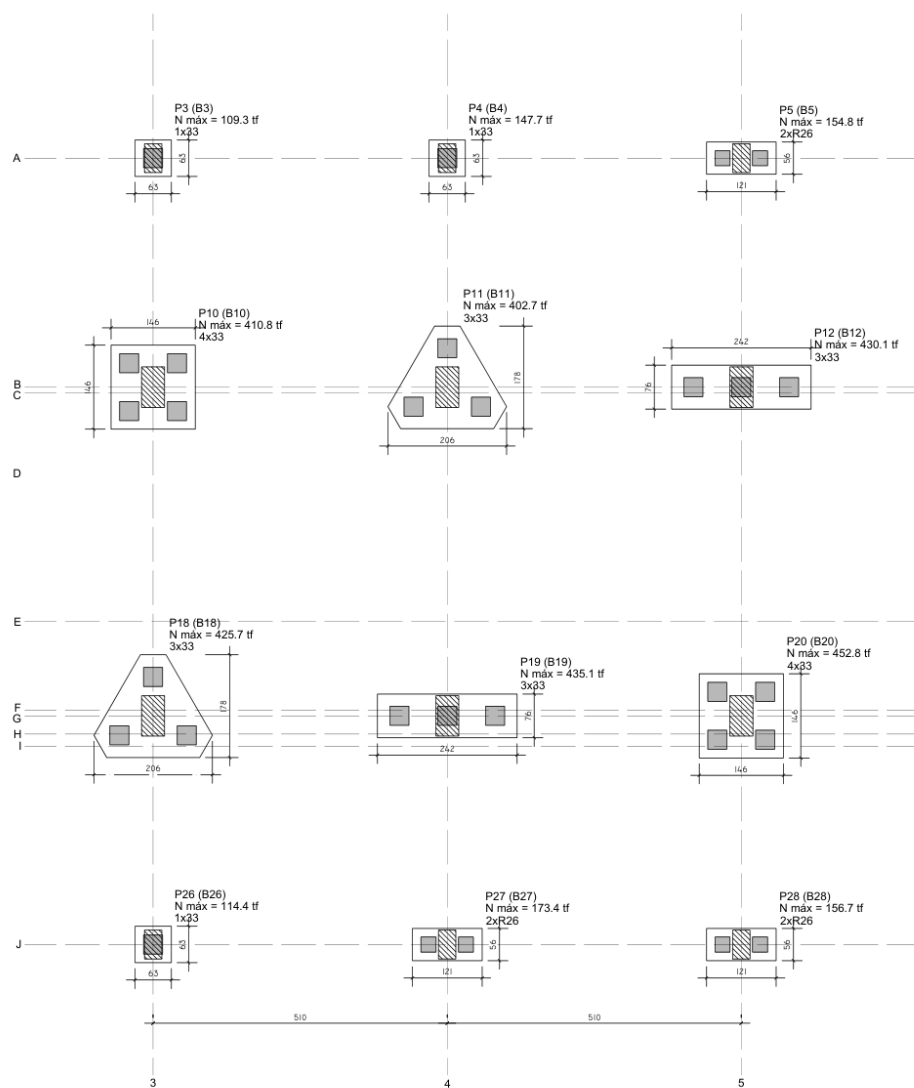 P3 (B3)
N máx = 109.3 tf
1x33
63
63
P4 (B4)
N máx = 147.7 tf
1x33
63
63
P5 (B5)
N máx = 154.8 tf
2xR26
56
121
A
P10 (B10)
N máx = 410.8 tf
4x33
146
146
P11 (B11)
N máx = 402.7 tf
3x33
178
206
P12 (B12)
N máx = 430.1 tf
3x33
242
76
B
C
D
E
P18 (B18)
N máx = 425.7 tf
3x33
178
206
P19 (B19)
N máx = 435.1 tf
3x33
76
242
P20 (B20)
N máx = 452.8 tf
4x33
146
146
F
G
H
I
P26 (B26)
N máx = 114.4 tf
1x33
63
63
P27 (B27)
N máx = 173.4 tf
2xR26
56
121
P28 (B28)
N máx = 156.7 tf
2xR26
56
121
J
510
510
3
4
5